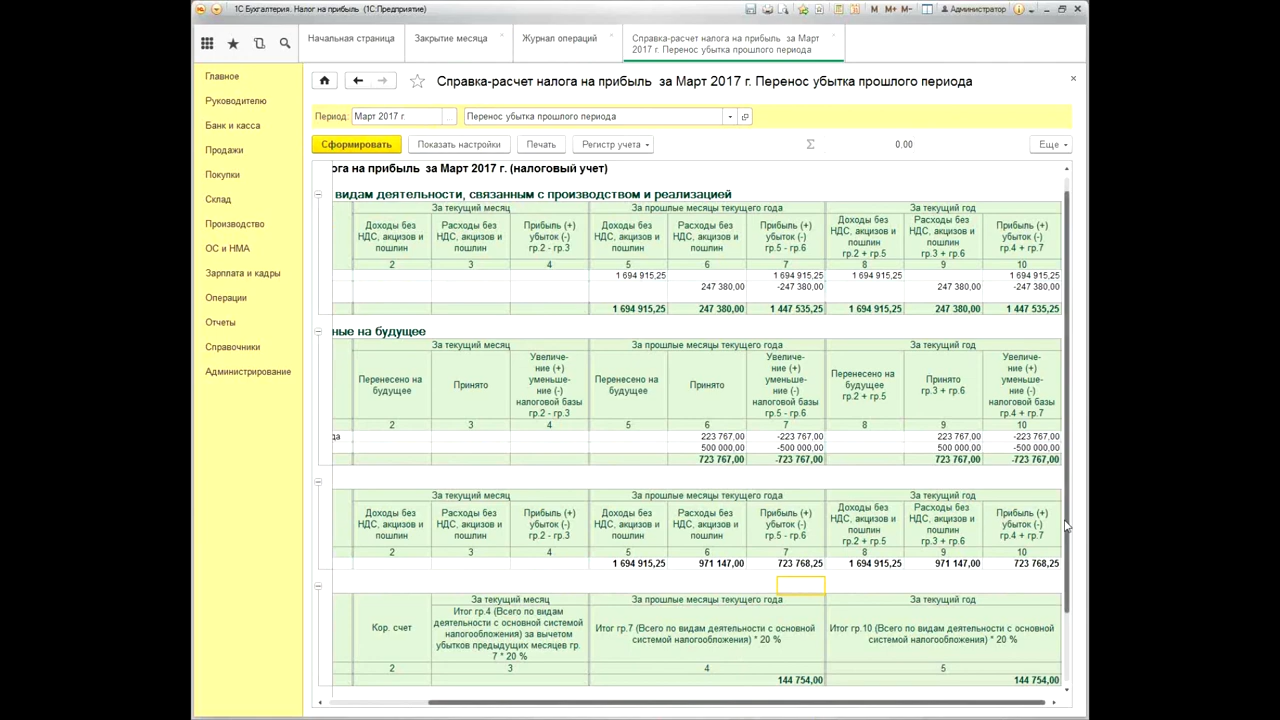 1С Бухгалтерия. Налог на прибыль (1С:Предприятие)
M M+ M-
Администратор
Начальная страница
Закрытие месяца
Журнал операций
Справка-расчет налога на прибыль за Март
2017 г. Перенос убытка прошлого периода
Главное
Руководителю
Банк и касса
Продажи
Покупки
Склад
Производство
ОС и НМА
Зарплата и кадры
Операции
Отчеты
Справочники
Администрирование
Справка-расчет налога на прибыль за Март 2017 г. Перенос убытка прошлого периода
Период: Март 2017 г. ... Перенос убытка прошлого периода
Сформировать Показать настройки Печать Регистр учета Σ 0.00 Еще
ога на прибыль за Март 2017 г. (налоговый учет)
видам деятельности, связанным с производством и реализацией
За текущий месяц За прошлые месяцы текущего года За текущий год
Доходы без
НДС, акцизов и
пошлин
Расходы без
НДС, акцизов и
пошлин
Прибыль (+)
убыток (-)
гр.2 - гр.3
Доходы без
НДС, акцизов и
пошлин
Расходы без
НДС, акцизов и
пошлин
Прибыль (+)
убыток (-)
гр.5 - гр.6
Доходы без
НДС, акцизов и
пошлин
гр.2 + гр.5
Расходы без
НДС, акцизов и
пошлин
гр.3 + гр.6
Прибыль (+)
убыток (-)
гр.4 + гр.7
2 3 4 5 6 7 8 9 10
1 694 915,25 1 694 915,25 1 694 915,25 1 694 915,25
247 380,00 -247 380,00 247 380,00 -247 380,00
1 694 915,25 247 380,00 1 447 535,25 1 694 915,25 247 380,00 1 447 535,25
ные на будущее
За текущий месяц За прошлые месяцы текущего года За текущий год
Перенесено на
будущее
Принято
Увеличе-
ние (+)
уменьше-
ние (-)
налоговой базы
гр.2 - гр.3
Перенесено на
будущее
Принято
Увеличе-
ние (+)
уменьше-
ние (-)
налоговой базы
гр.5 - гр.6
Перенесено на
будущее
гр.2 + гр.5
Принято
гр.3 + гр.6
Увеличе-
ние (+)
уменьше-
ние (-)
налоговой базы
гр.4 + гр.7
2 3 4 5 6 7 8 9 10
да 223 767,00 -223 767,00 223 767,00 -223 767,00
500 000,00 -500 000,00 500 000,00 -500 000,00
723 767,00 -723 767,00 723 767,00 -723 767,00
За текущий месяц За прошлые месяцы текущего года За текущий год
Доходы без
НДС, акцизов и
пошлин
Расходы без
НДС, акцизов и
пошлин
Прибыль (+)
убыток (-)
гр.2 - гр.3
Доходы без
НДС, акцизов и
пошлин
Расходы без
НДС, акцизов и
пошлин
Прибыль (+)
убыток (-)
гр.5 - гр.6
Доходы без
НДС, акцизов и
пошлин
гр.2 + гр.5
Расходы без
НДС, акцизов и
пошлин
гр.3 + гр.6
Прибыль (+)
убыток (-)
гр.4 + гр.7
2 3 4 5 6 7 8 9 10
1 694 915,25 971 147,00 723 768,25 1 694 915,25 971 147,00 723 768,25
За текущий месяц За прошлые месяцы текущего года За текущий год
Кор. счет
Итог гр.4 (Всего по видам
деятельности с основной системой
налогообложения) за вычетом
убытков предыдущих месяцев гр.
7 * 20 %
Итог гр.7 (Всего по видам деятельности с основной
системой налогообложения) * 20 %
Итог гр.10 (Всего по видам деятельности с основной
системой налогообложения) * 20 %
2 3 4 5
144 754,00 144 754,00